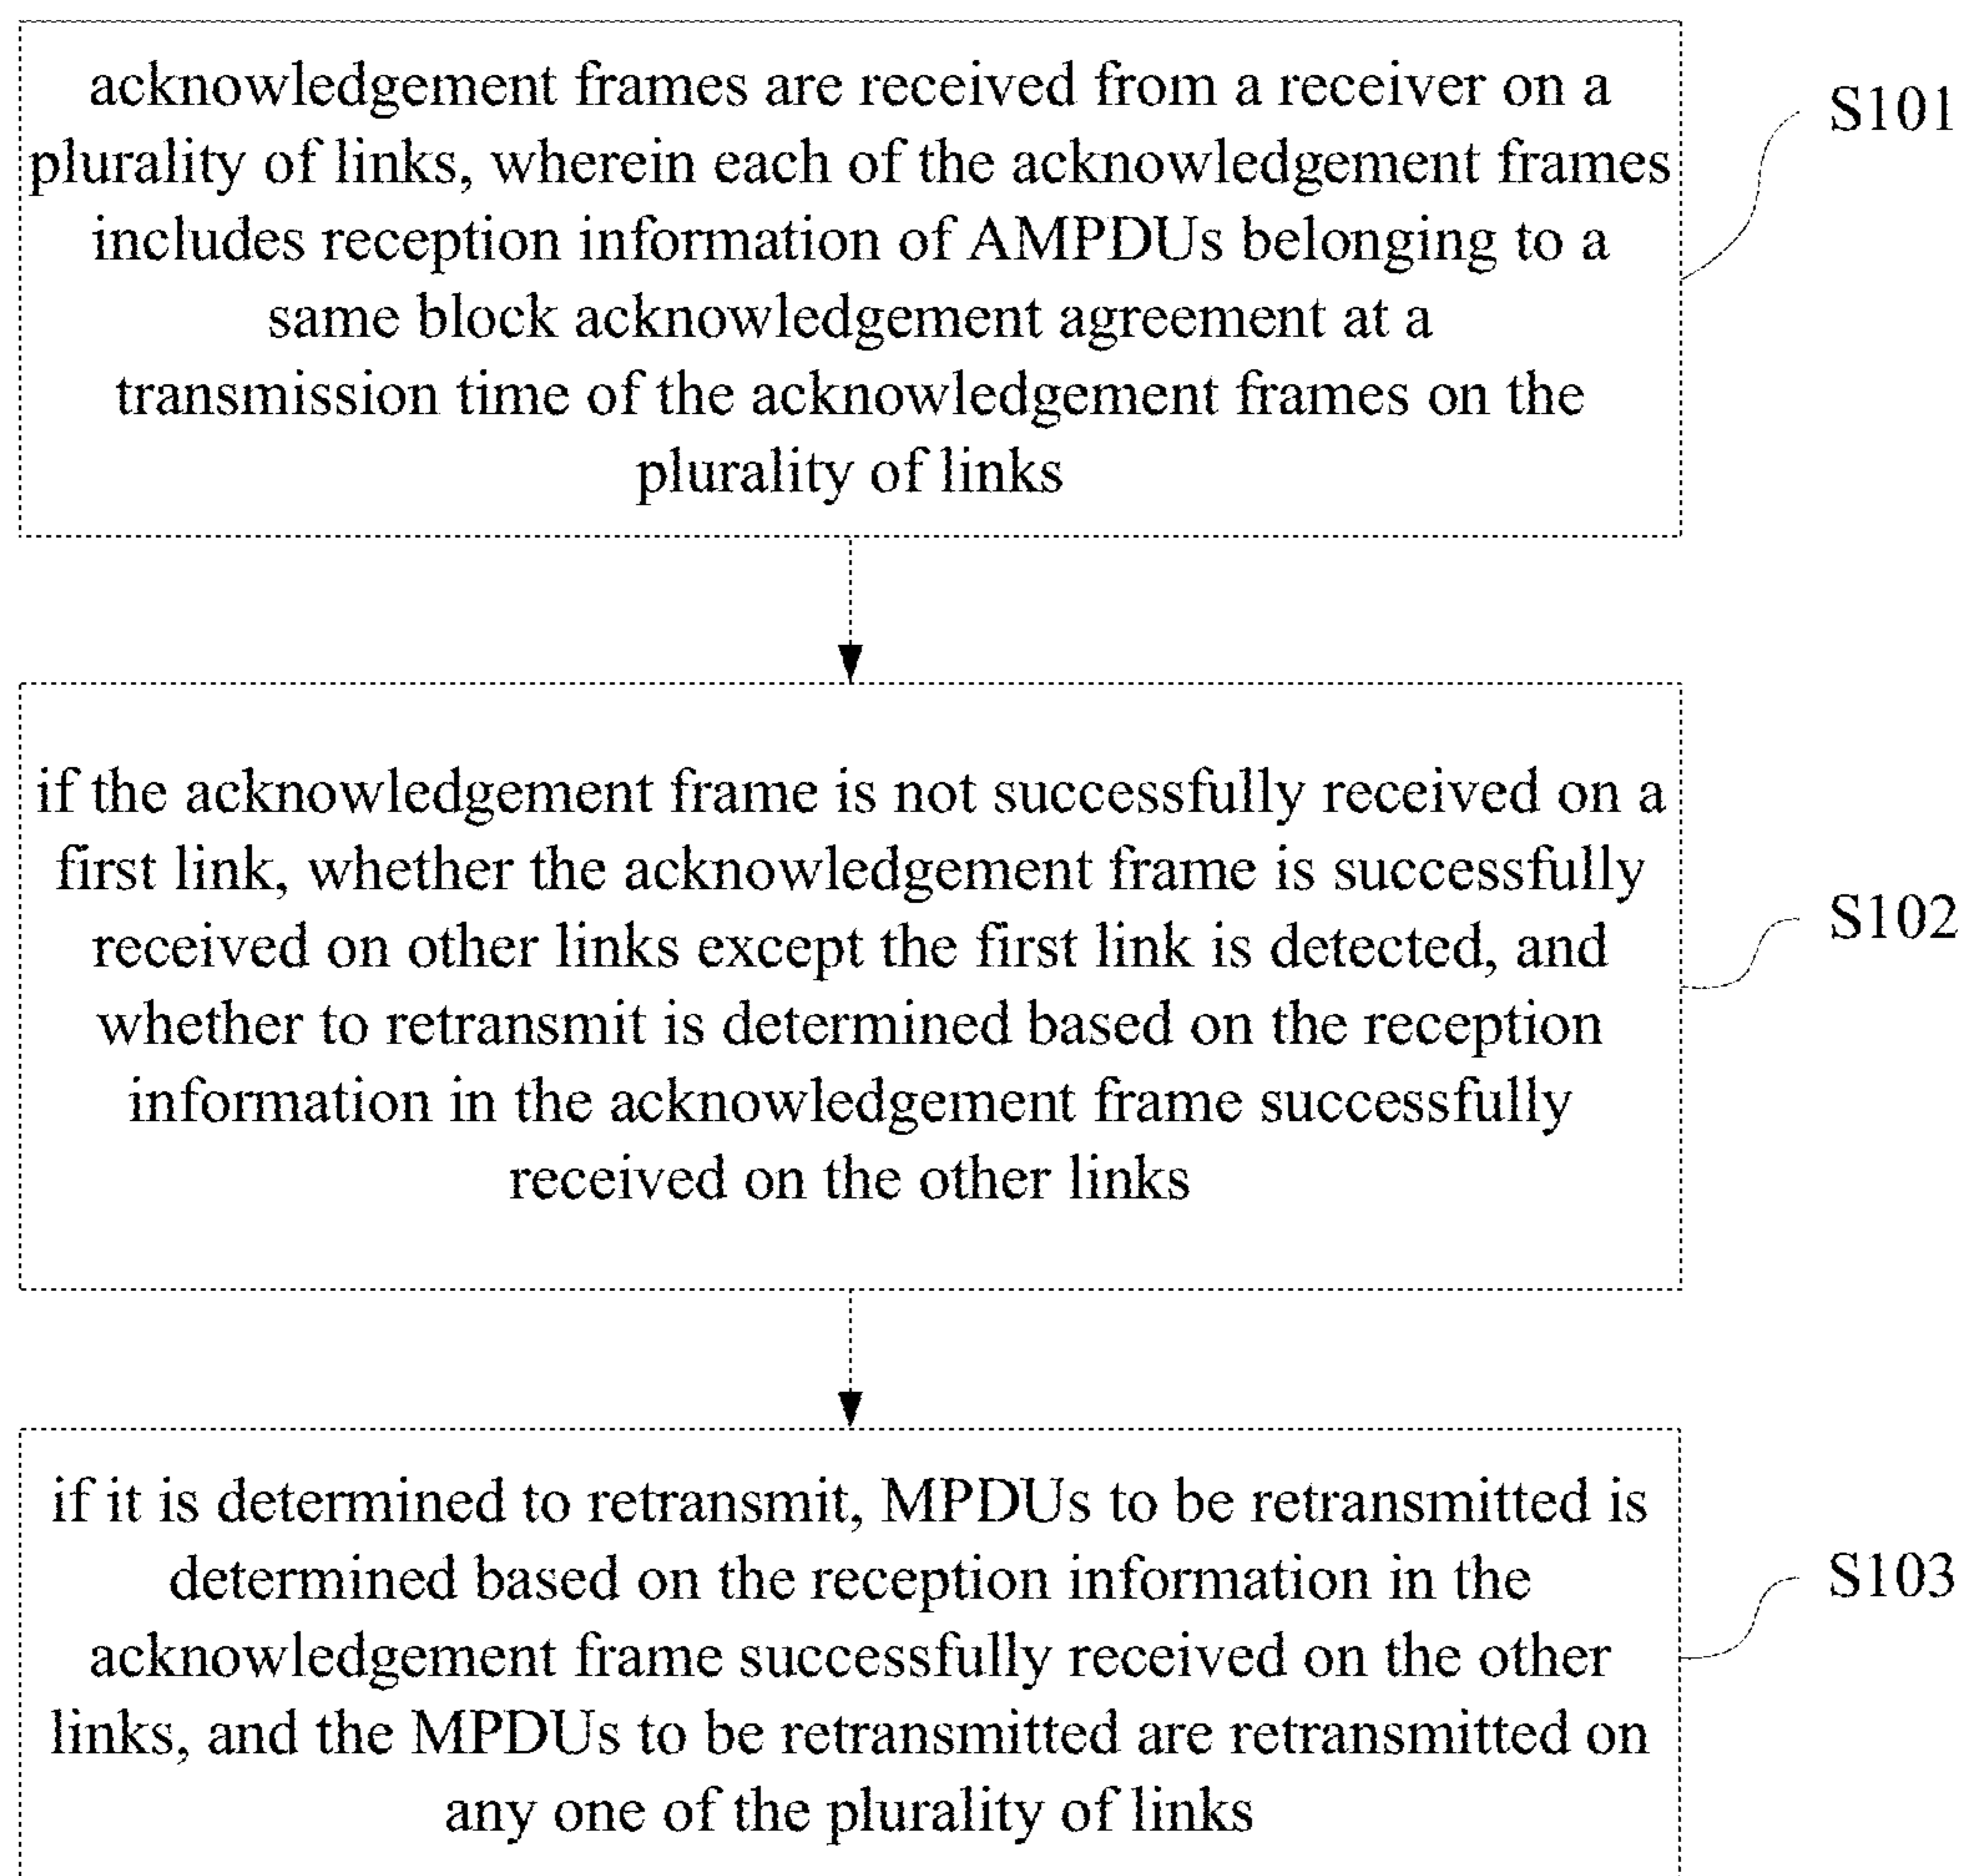 acknowledgement frames are received from a receiver on a
plurality of links, wherein each of the acknowledgement frames
includes reception information of AMPDUs belonging to a
same block acknowledgement agreement at a
transmission time of the acknowledgement frames on the
plurality of links
S101
if the acknowledgement frame is not successfully received on a
first link, whether the acknowledgement frame is successfully
received on other links except the first link is detected, and
whether to retransmit is determined based on the reception
information in the acknowledgement frame successfully
received on the other links
S102
if it is determined to retransmit, MPDUs to be retransmitted is
determined based on the reception information in the
acknowledgement frame successfully received on the other
links, and the MPDUs to be retransmitted are retransmitted on
any one of the plurality of links
S103